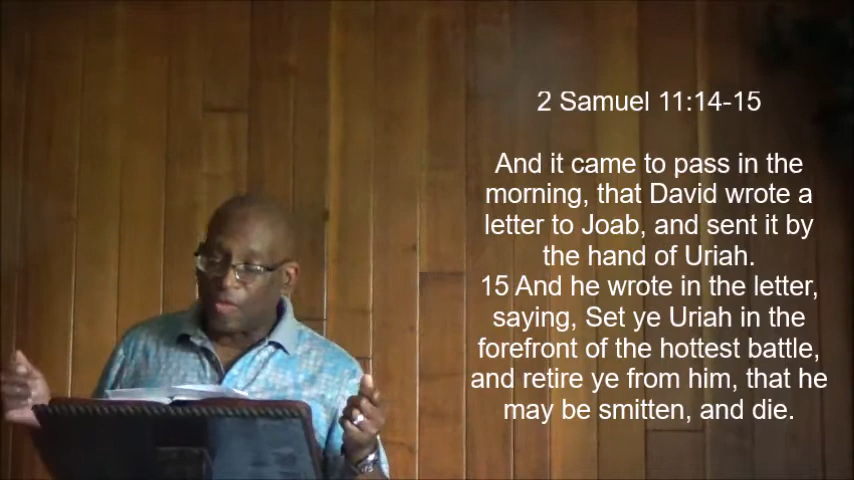 2 Samuel 11:14-15
And it came to pass in the
morning, that David wrote a
letter to Joab, and sent it by
the hand of Uriah.
15 And he wrote in the letter,
saying, Set ye Uriah in the
forefront of the hottest battle,
and retire ye from him, that he
may be smitten, and die.